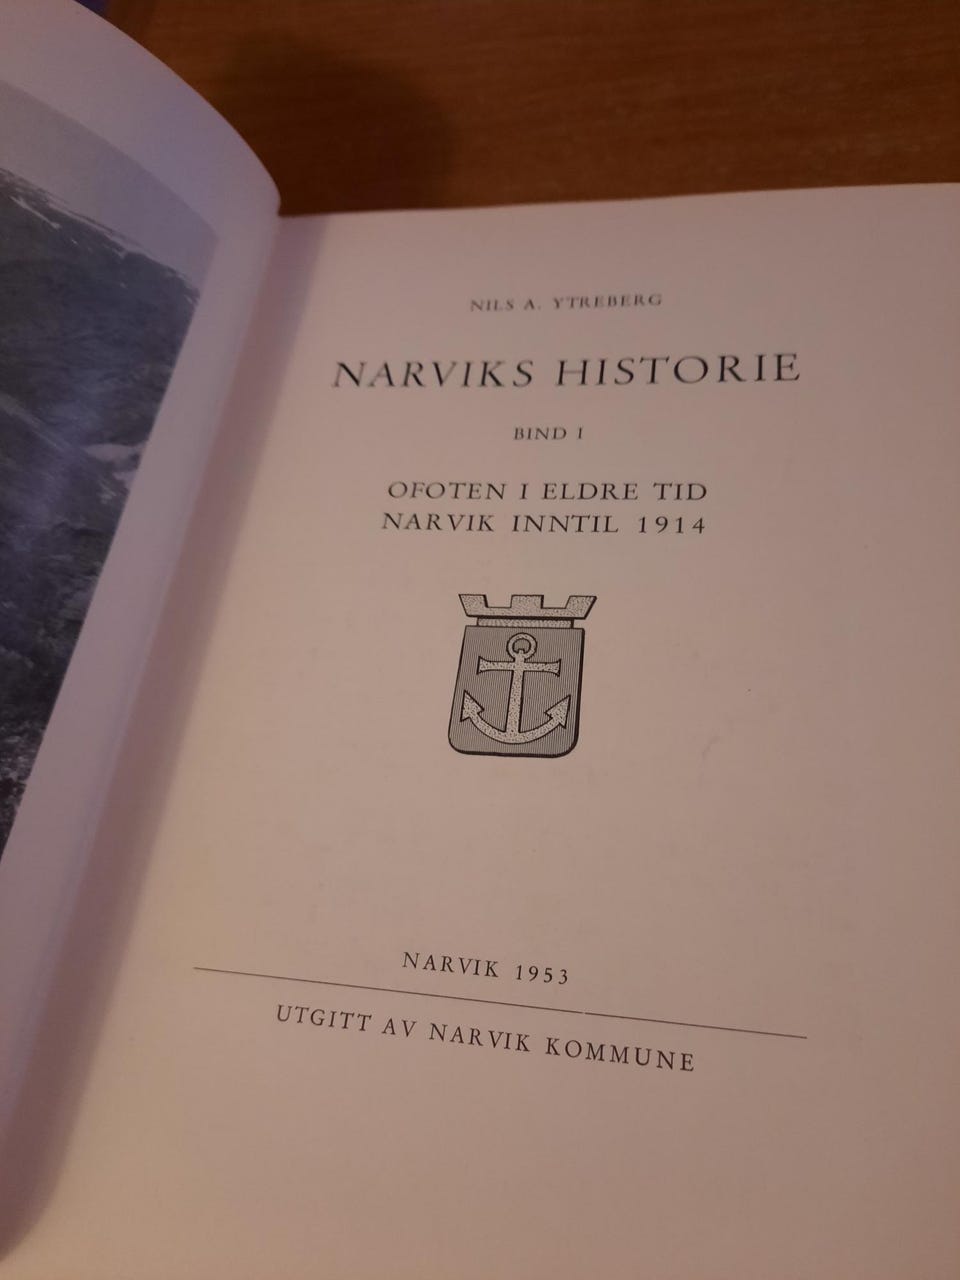 NILS A. YTREBERG
NARVIKS HISTORIE
BIND I
OFOTEN I ELDRE TID
NARVIK INNTIL 1914
NARVIK 1953
UTGITT AV NARVIK KOMMUNE